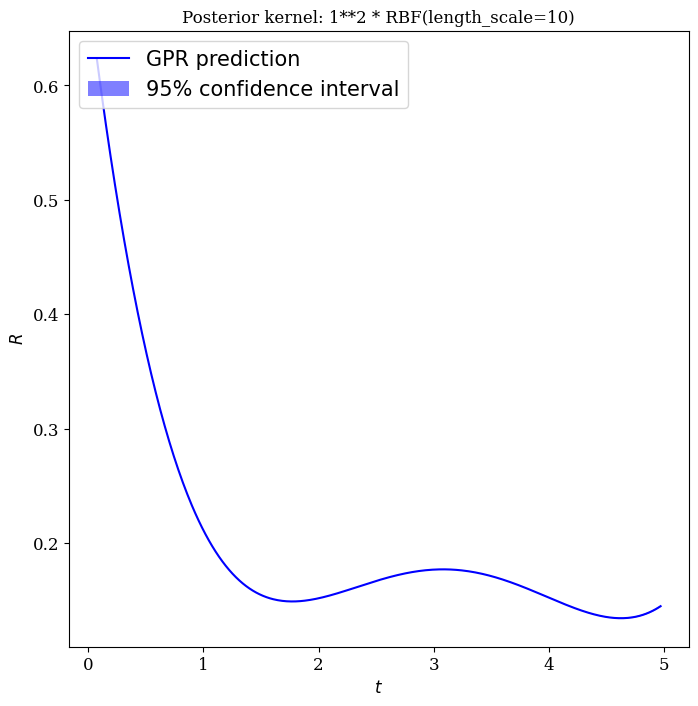 Posterior kernel: 1**2 * RBF(length_scale=10)
GPR prediction
95% confidence interval
0.6
0.5
0.4
0.3
0.2
R
0 1 2 3 4 5
t